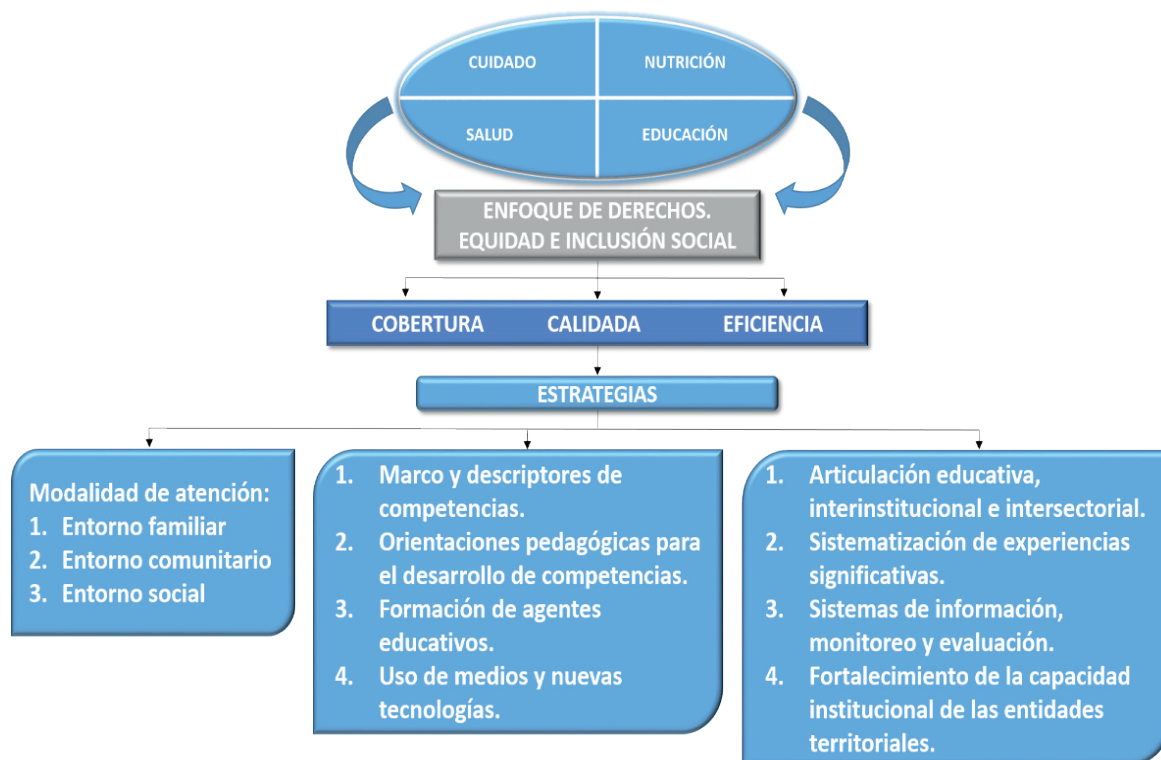 CUIDADO
NUTRICIÓN
SALUD
EDUCACIÓN
ENFOQUE DE DERECHOS.
EQUIDAD E INCLUSIÓN SOCIAL
COBERTURA CALIDADA EFICIENCIA
ESTRATEGIAS
Modalidad de atención:
1. Entorno familiar
2. Entorno comunitario
3. Entorno social
1. Marco y descriptores de
competencias.
2. Orientaciones pedagógicas para
el desarrollo de competencias.
3. Formación de agentes
educativos.
4. Uso de medios y nuevas
tecnologías.
1. Articulación educativa,
interinstitucional e intersectorial.
2. Sistematización de experiencias
significativas.
3. Sistemas de información,
monitoreo y evaluación.
4. Fortalecimiento de la capacidad
institucional de las entidades
territoriales.